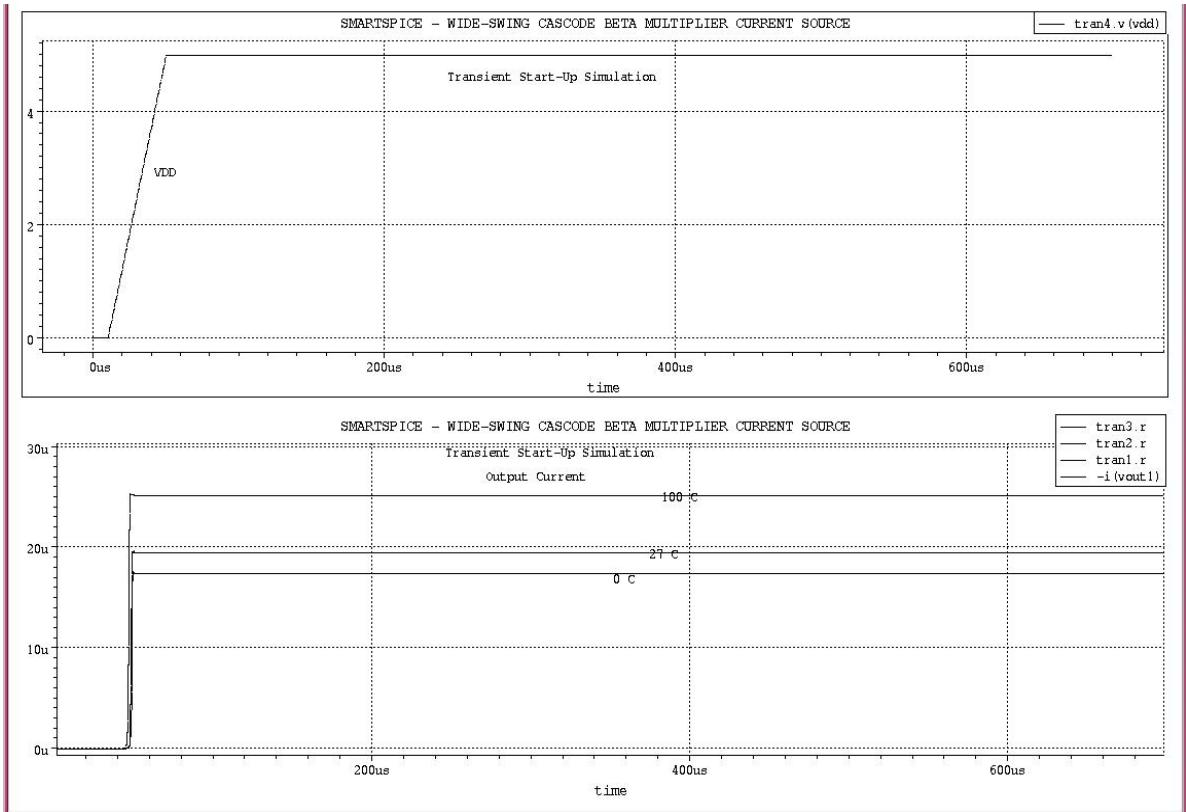 SMARTSPICE - WIDE-SWING CASCODE BETA MULTIPLIER CURRENT SOURCE
tran4.v(vdd)
Transient Start-Up Simulation
4
VDD
2
0
0us 200us 400us 600us
time
SMARTSPICE - WIDE-SWING CASCODE BETA MULTIPLIER CURRENT SOURCE
tran3.r
tran2.r
tran1.r
-i(vout1)
30u
Transient Start-Up Simulation
Output Current
100 C
20u
27 C
0 C
10u
0u
200us 400us 600us
time